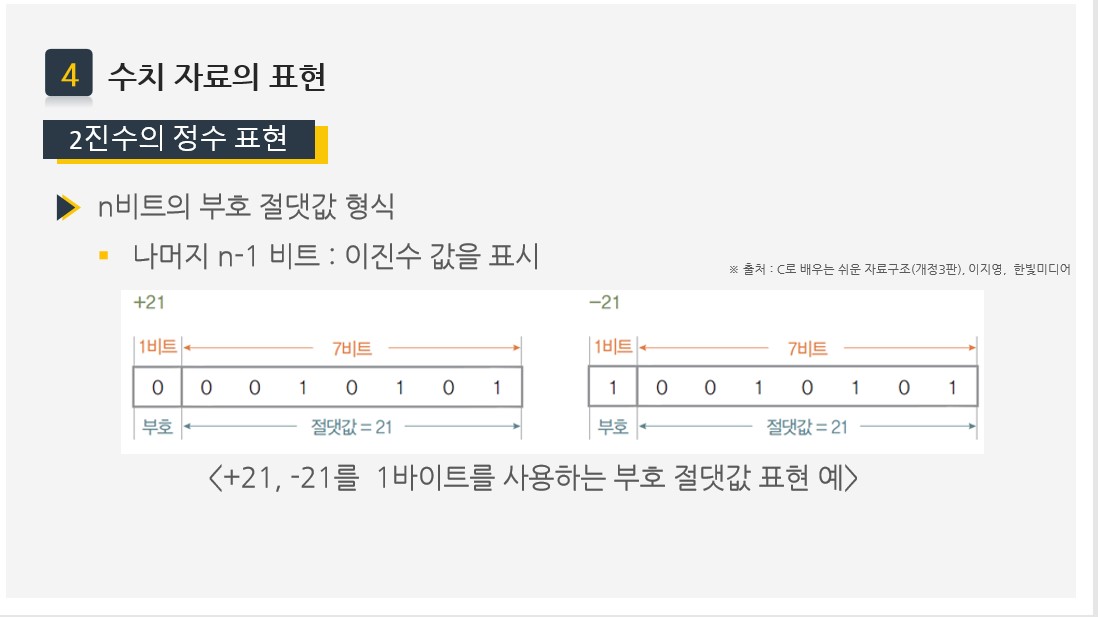 4 수치 자료의 표현
2진수의 정수 표현
n비트의 부호 절댓값 형식
나머지 n-1 비트 : 이진수 값을 표시
※ 출처 : C로 배우는 쉬운 자료구조(개정3판), 이지영, 한빛미디어
+21
1비트 7비트
0 0 0 1 0 1 0 1
부호 절댓값 = 21
−21
1비트 7비트
1 0 0 1 0 1 0 1
부호 절댓값 = 21
<+21, -21를 1바이트를 사용하는 부호 절댓값 표현 예>